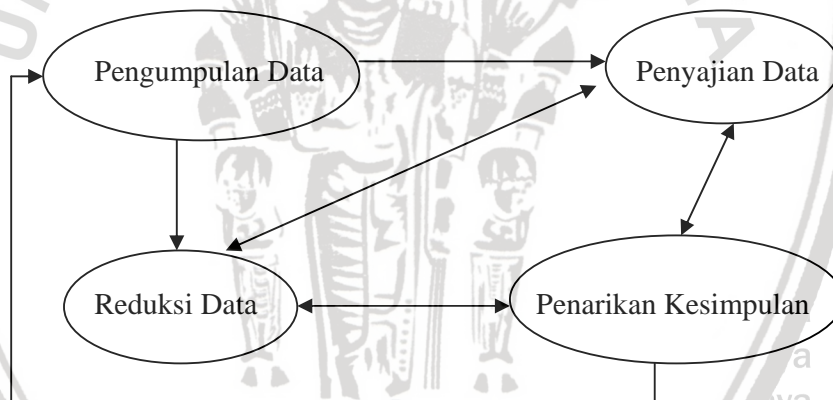 Pengumpulan Data
Penyajian Data
Reduksi Data
Penarikan Kesimpulan